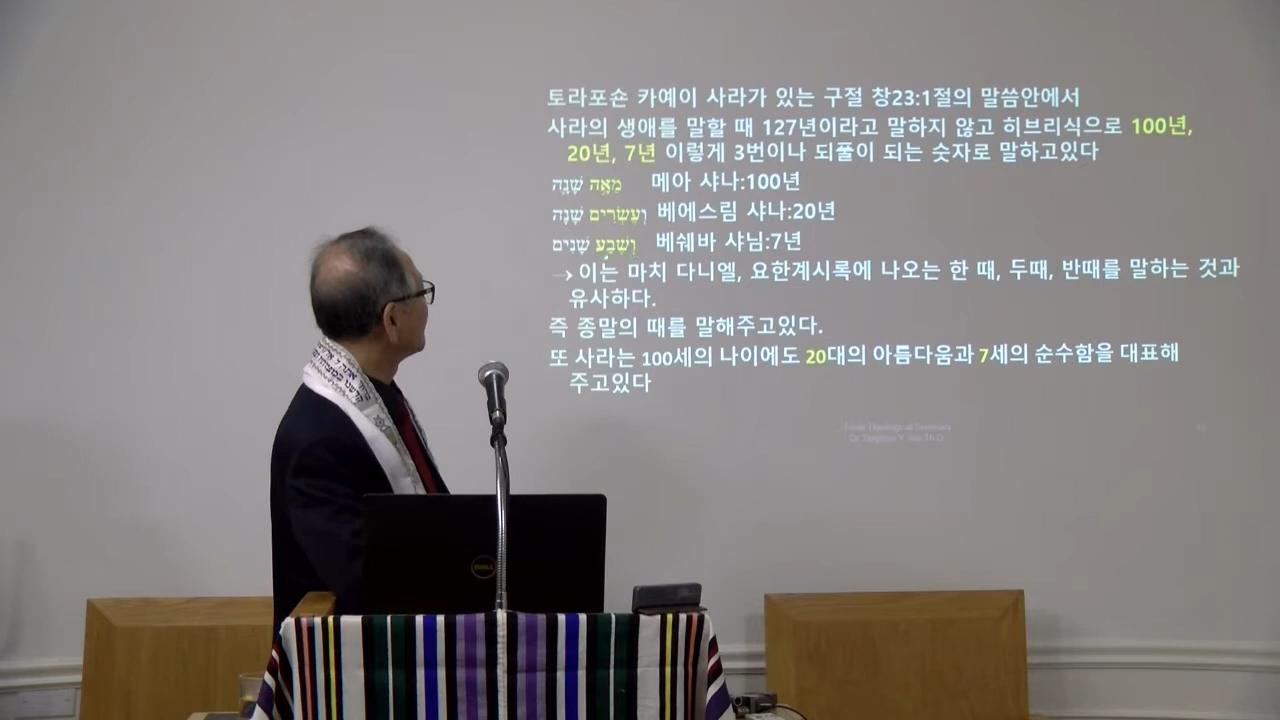 토라포숀 카예이 사라가 있는 구절 창23:1절의 말씀안에서
사라의 생애를 말할 때 127년이라고 말하지 않고 히브리식으로 100년,
20년, 7년 이렇게 3번이나 되풀이 되는 숫자로 말하고있다
מֵאָה שָׁנָה 메아 샤나:100년
וְעֶשְׂרִים שָׁנָה 베에스림 샤나:20년
וְשֶׁבַע שָׁנִים 베쉐바 샤님:7년
→ 이는 마치 다니엘, 요한계시록에 나오는 한 때, 두때, 반때를 말하는 것과
유사하다.
즉 종말의 때를 말해주고있다.
또 사라는 100세의 나이에도 20대의 아름다움과 7세의 순수함을 대표해
주고있다
DELL